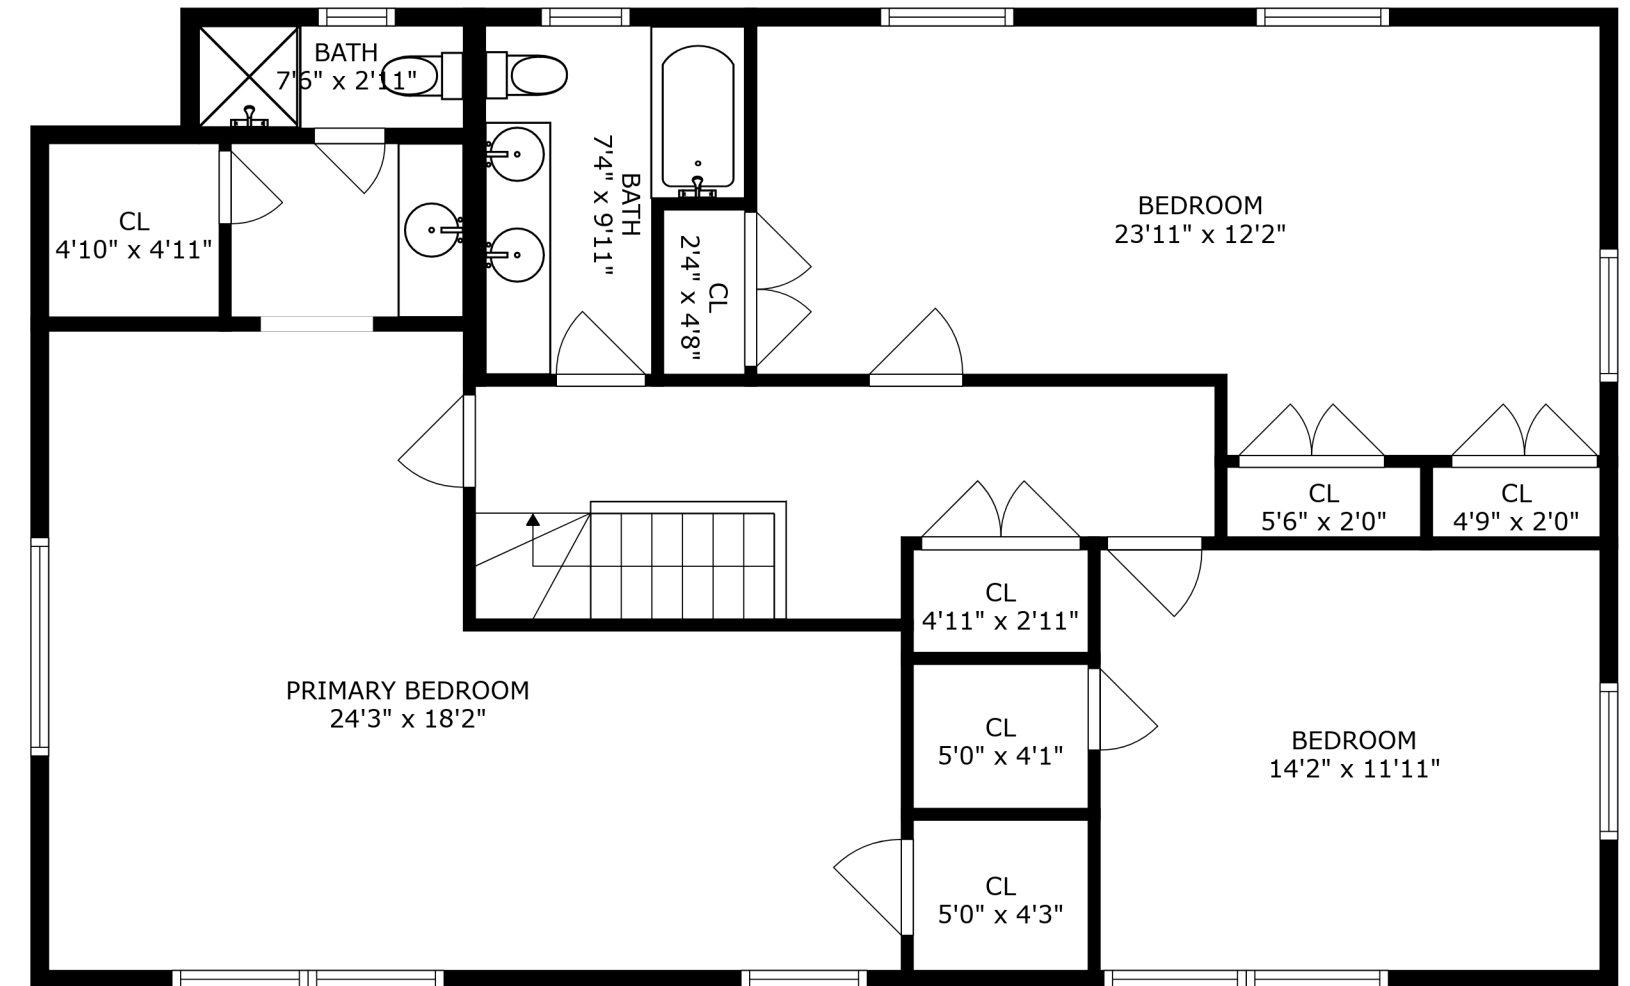 BATH
7'6" x 2'11"
BATH
7'4" x 9'11"
CL
4'10" x 4'11"
CL
2'4" x 4'8"
BEDROOM
23'11" x 12'2"
CL
5'6" x 2'0"
CL
4'9" x 2'0"
CL
4'11" x 2'11"
PRIMARY BEDROOM
24'3" x 18'2"
CL
5'0" x 4'1"
BEDROOM
14'2" x 11'11"
CL
5'0" x 4'3"